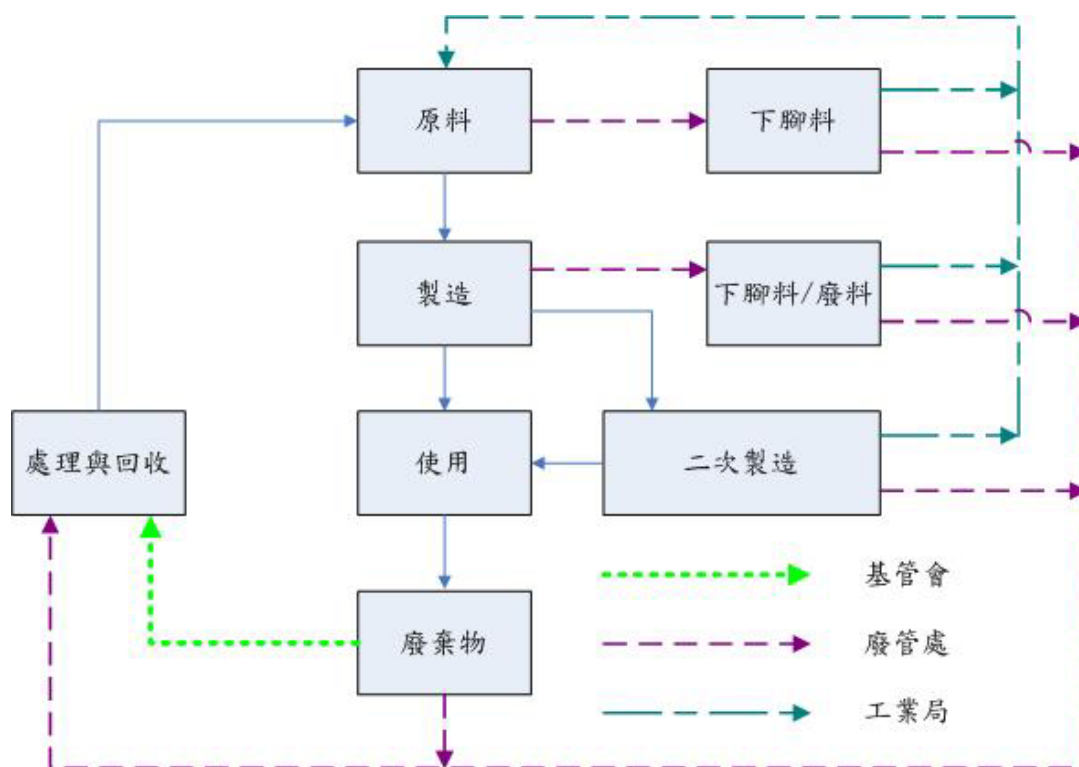 原料
下腳料
製造
下腳料/廢料
處理與回收
使用
二次製造
基管會
廢棄物
廢管處
工業局